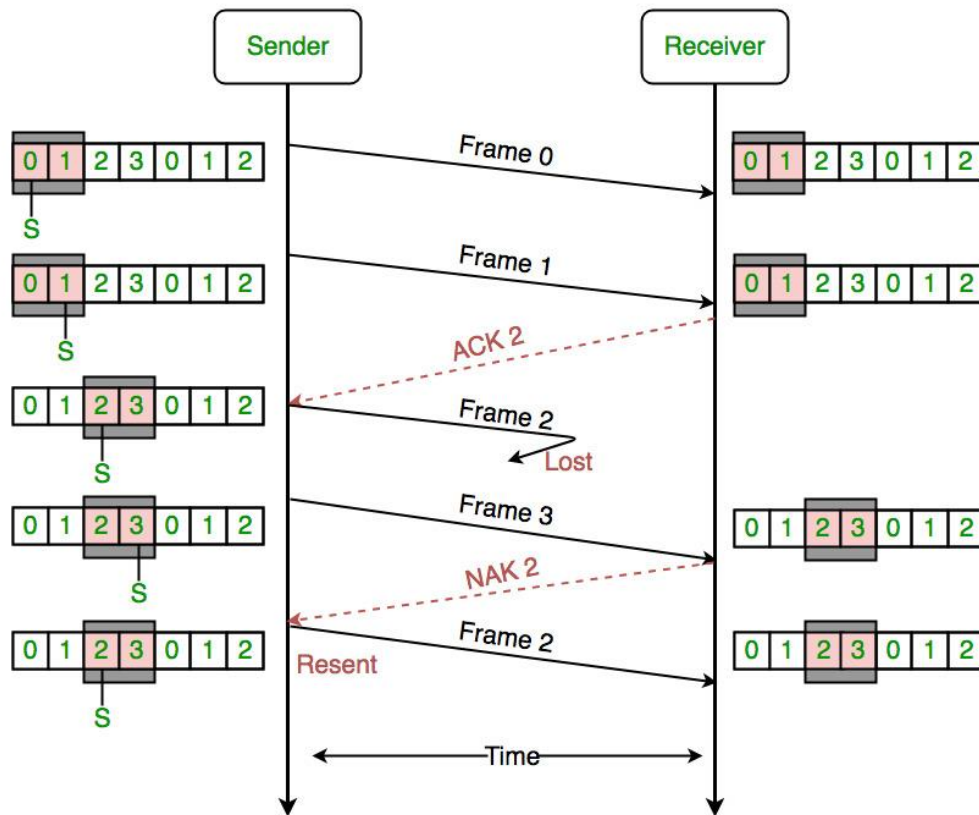 Sender Receiver
0 1 2 3 0 1 2 Frame 0 0 1 2 3 0 1 2
S
0 1 2 3 0 1 2 Frame 1 0 1 2 3 0 1 2
S
ACK 2
0 1 2 3 0 1 2 Frame 2
Lost
S
0 1 2 3 0 1 2 Frame 3 0 1 2 3 0 1 2
S
NAK 2
0 1 2 3 0 1 2 Frame 2 0 1 2 3 0 1 2
Resent
S
Time